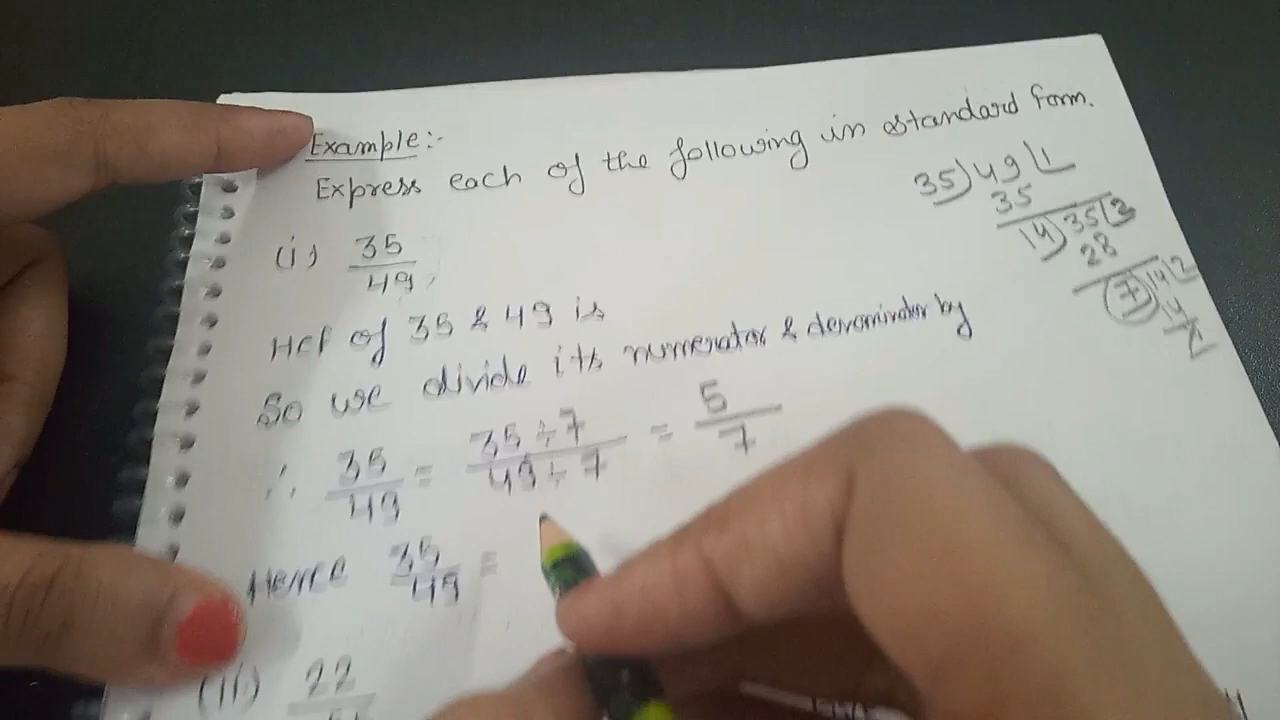 Example:-
Express each of the following in standard form.
(i) 35/49,
HCF of 35 & 49 is
So we divide its numerator & denominator by
∴ 35/49 = 35÷7/49÷7 = 5/7
Hence 35/49 =
(ii) 22
35)49(1
35
14)35(2
28
7)14(2
14
×